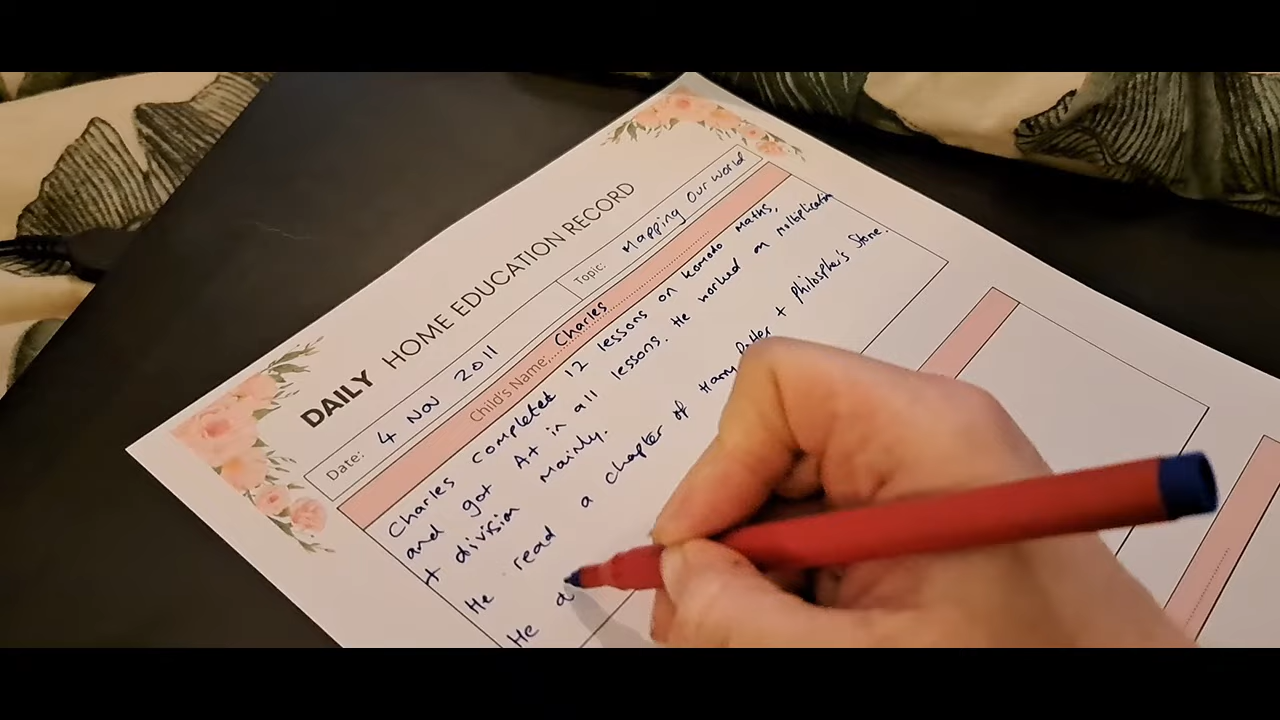 DAILY HOME EDUCATION RECORD
Date: 4 Nov 2011 Topic: Mapping Our World
Child's Name: Charles
Charles completed 12 lessons on Komodo Maths,
and got A+ in all lessons. He worked on multiplication
+ division mainly.
He read a chapter of Harry Potter + Philospher's Stone.
He a